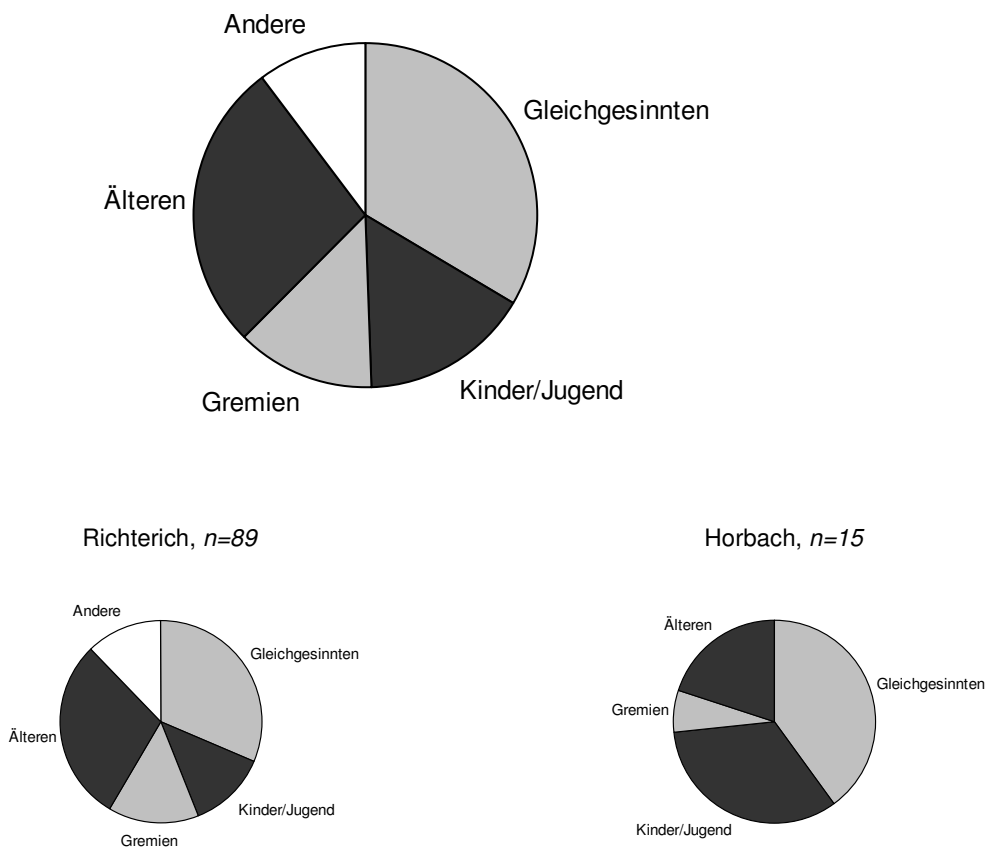 Andere
Gleichgesinnten
Älteren
Kinder/Jugend
Gremien
Richterich, n=89
Horbach, n=15
Andere
Gleichgesinnten
Älteren
Kinder/Jugend
Gremien
Älteren
Gleichgesinnten
Gremien
Kinder/Jugend